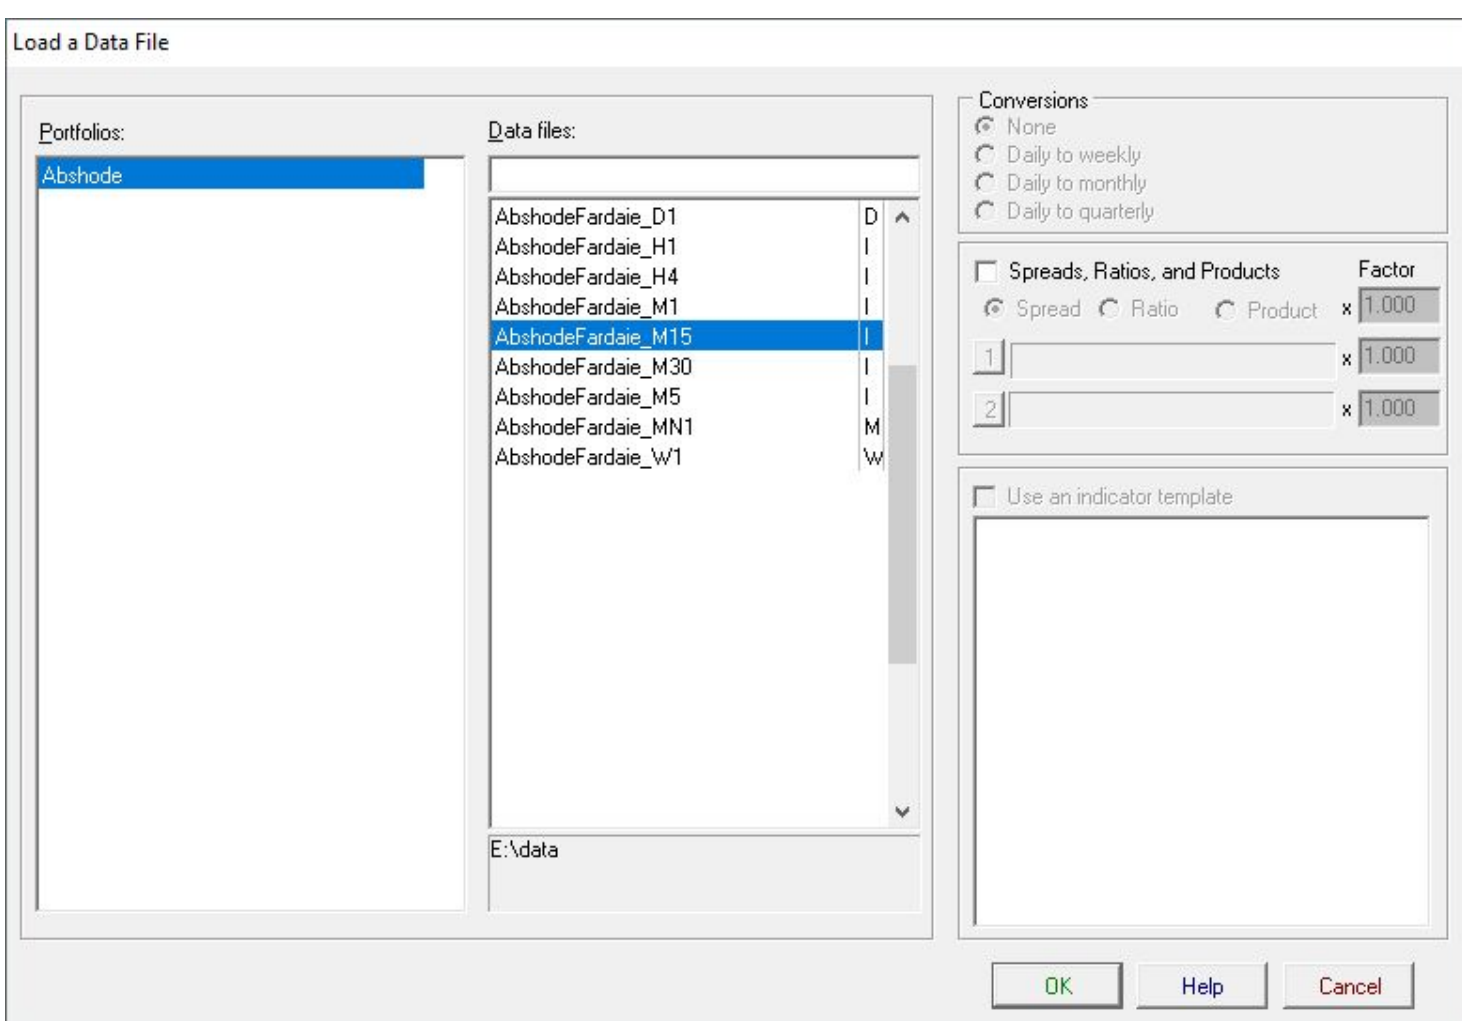 Load a Data File
Portfolios:
Abshode
Data files:
AbshodeFardaie_D1 D
AbshodeFardaie_H1 I
AbshodeFardaie_H4 I
AbshodeFardaie_M1 I
AbshodeFardaie_M15 I
AbshodeFardaie_M30 I
AbshodeFardaie_M5 I
AbshodeFardaie_MN1 M
AbshodeFardaie_W1 W
E:\data
Conversions
None
Daily to weekly
Daily to monthly
Daily to quarterly
Spreads, Ratios, and Products Factor
Spread Ratio Product x 1.000
1 x 1.000
2 x 1.000
Use an indicator template
OK Help Cancel